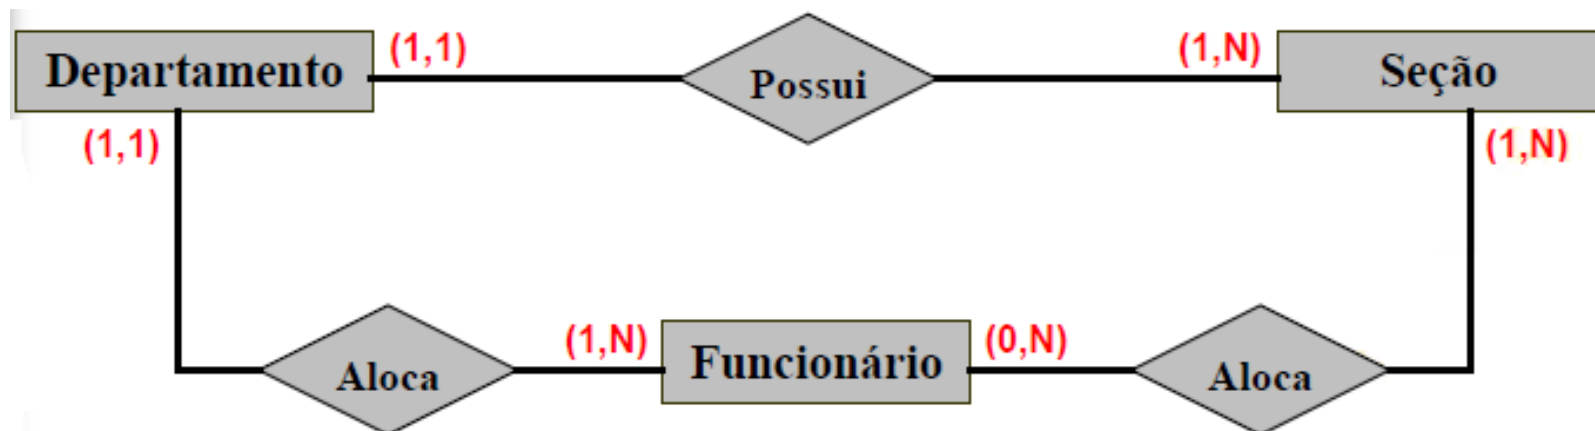 Departamento
(1,1)
Possui
(1,N)
Seção
(1,1)
(1,N)
Aloca
(1,N)
Funcionário
(0,N)
Aloca